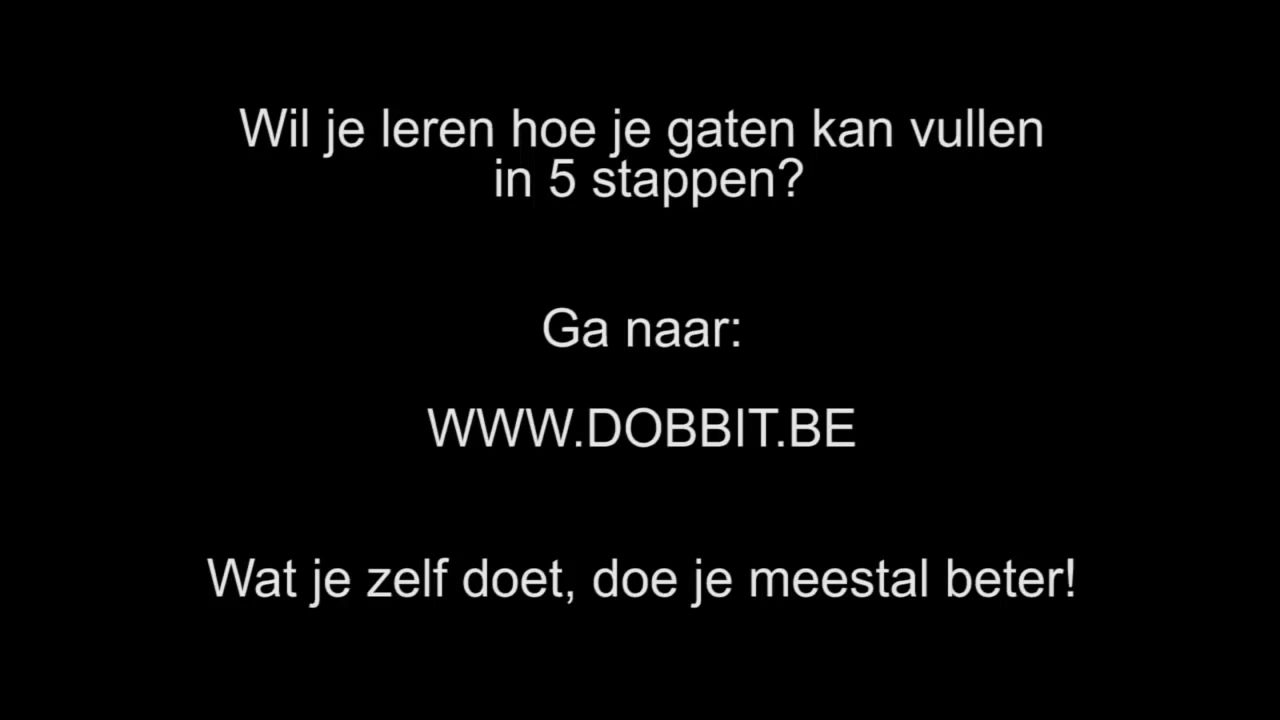 Wil je leren hoe je gaten kan vullen
in 5 stappen?
Ga naar:
WWW.DOBBIT.BE
Wat je zelf doet, doe je meestal beter!